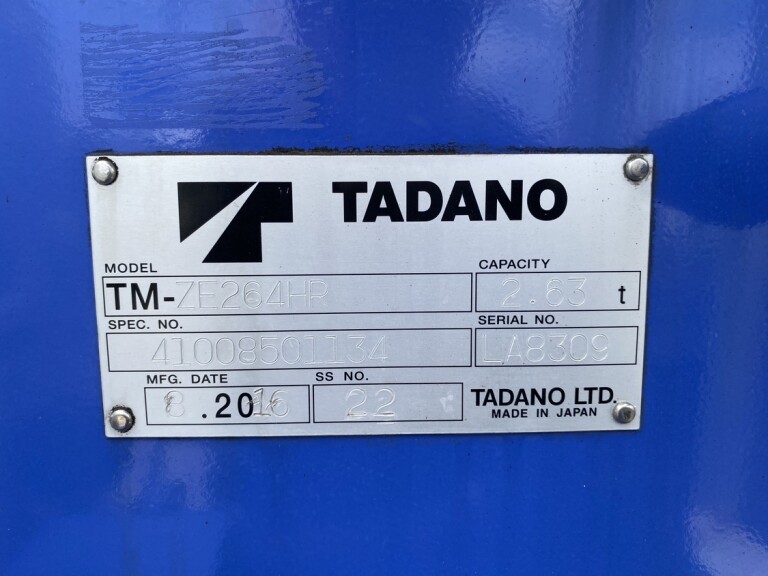 TADANO
MODEL
TM-ZE264HR
CAPACITY
2.63 t
SPEC. NO.
41008501134
SERIAL NO.
LA8309
MFG. DATE
8.2016
SS NO.
22
TADANO LTD.
MADE IN JAPAN